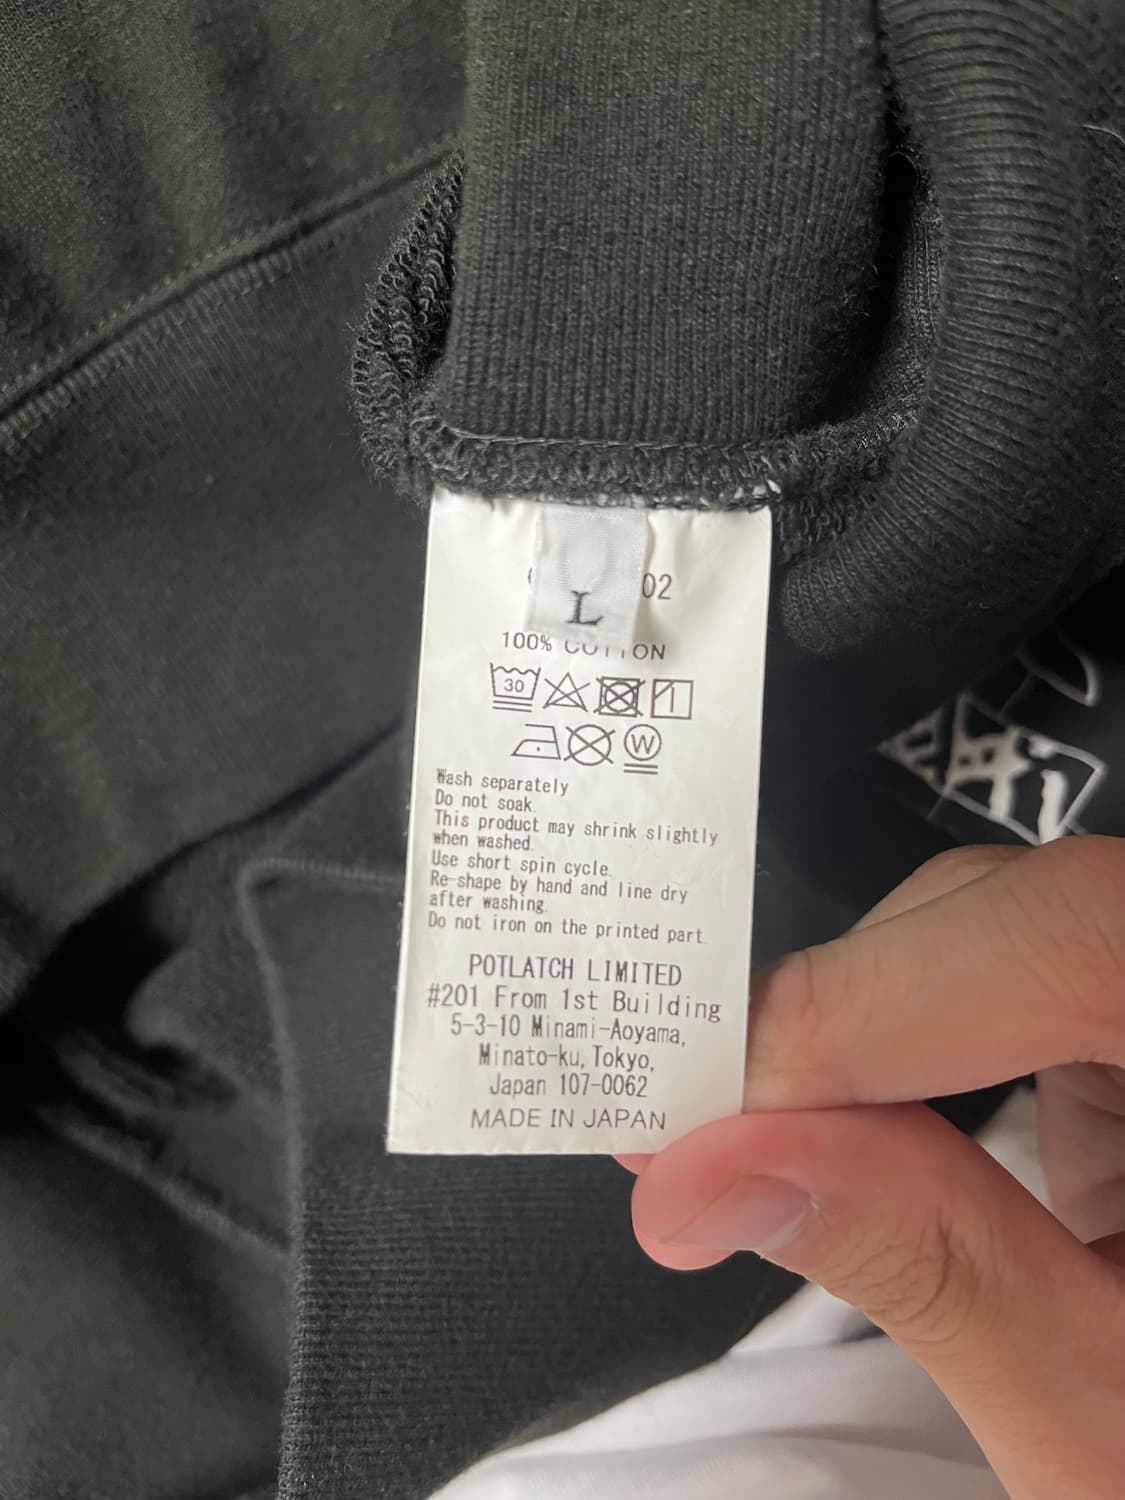 02
L
100%
30
W
Wash separately
Do not soak.
This product may shrink slightly
when washed.
Use short spin cycle.
Re-shape by hand and line dry
after washing.
Do not iron on the printed part.
POTLATCH LIMITED
#201 From 1st Building
5-3-10 Minami-Aoyama,
Minato-ku, Tokyo,
Japan 107-0062
MADE IN JAPAN